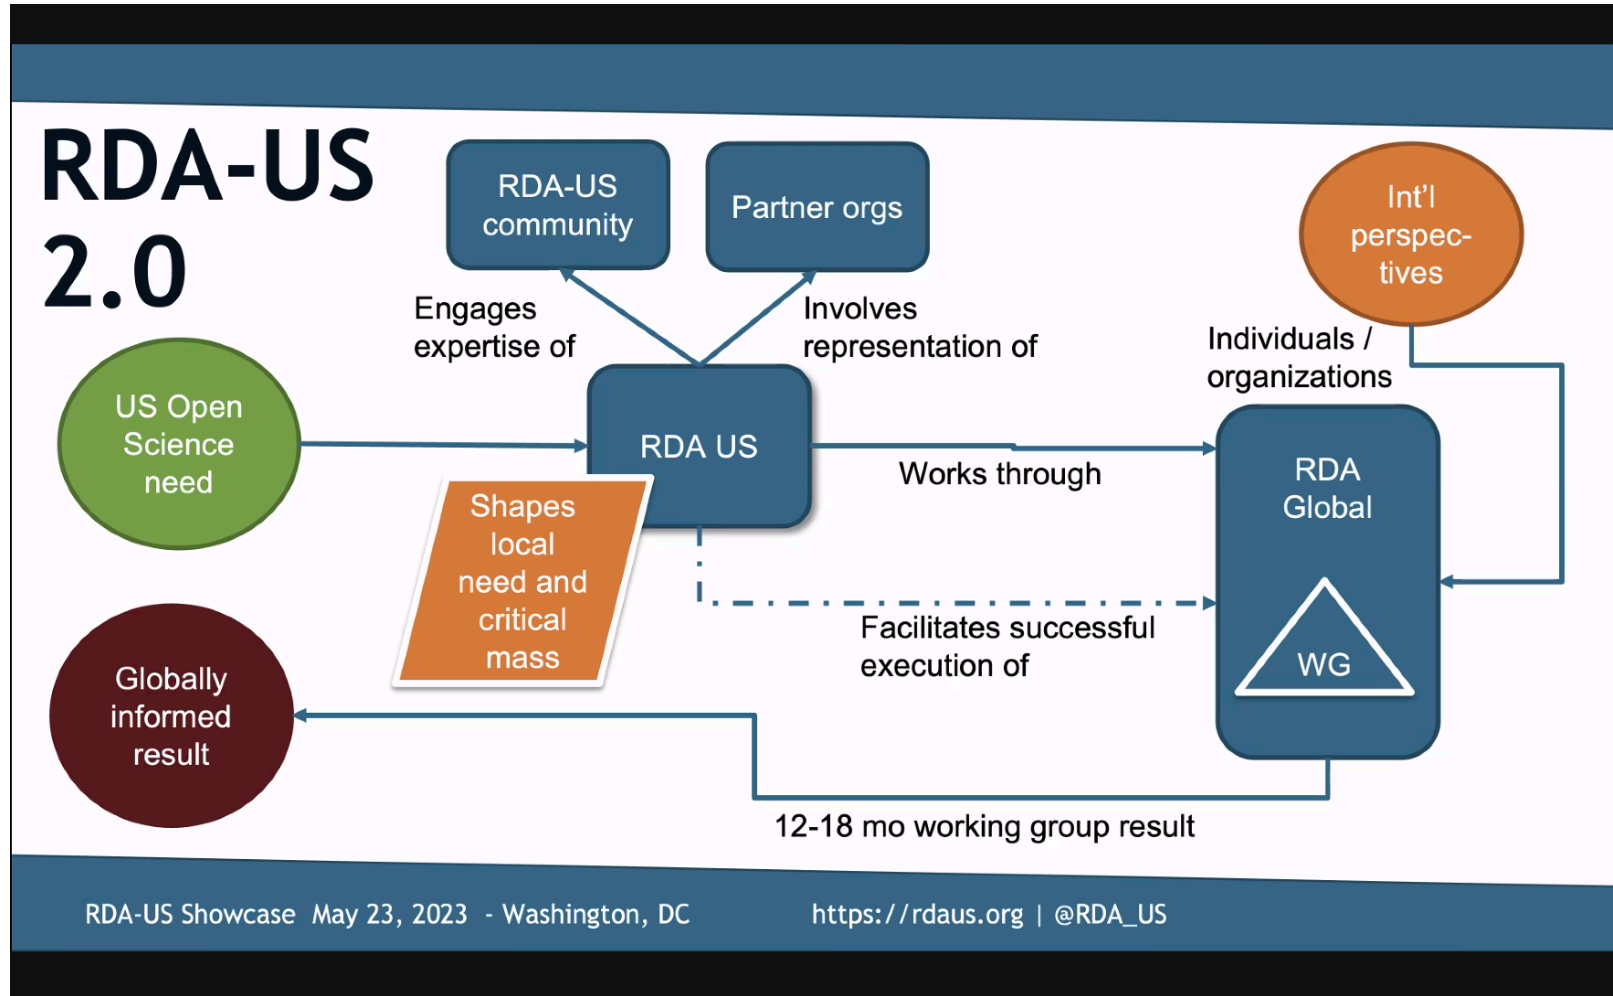 RDA-US
2.0
RDA-US
community
Partner orgs
Int'l
perspec-
tives
Engages
expertise of
Involves
representation of
Individuals /
organizations
US Open
Science
need
RDA US
Works through
RDA
Global
Shapes
local
need and
critical
mass
Facilitates successful
execution of
WG
Globally
informed
result
12-18 mo working group result
RDA-US Showcase  May 23, 2023  - Washington, DC
https://rdaus.org | @RDA_US